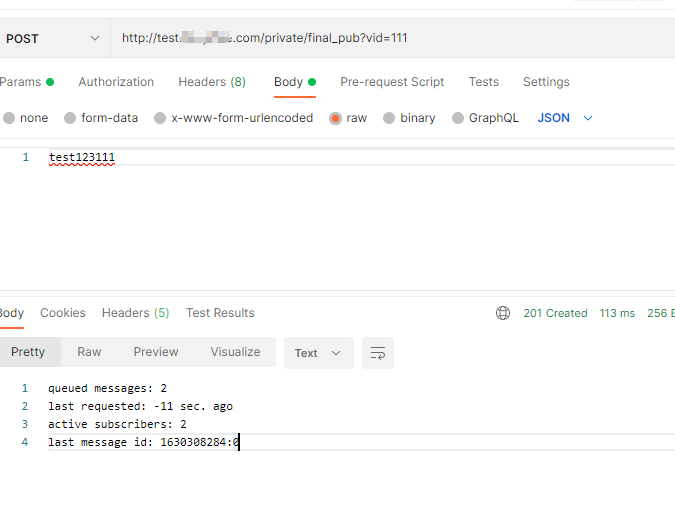 POST http://test. .com/private/final_pub?vid=111
Params Authorization Headers (8) Body Pre-request Script Tests Settings
none form-data x-www-form-urlencoded raw binary GraphQL JSON
1 test123111
Body Cookies Headers (5) Test Results 201 Created 113 ms 256
Pretty Raw Preview Visualize Text
1 queued messages: 2
2 last requested: -11 sec. ago
3 active subscribers: 2
4 last message id: 1630308284:0